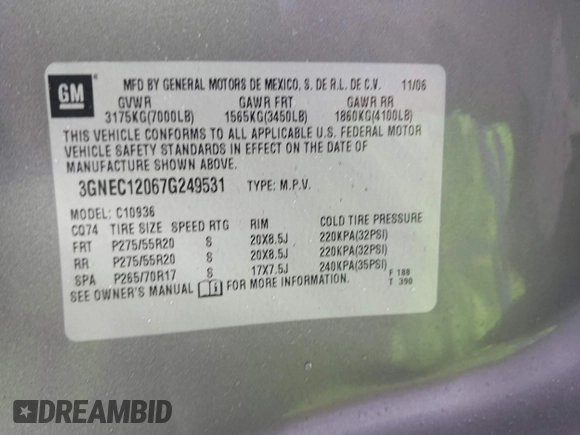 GM
MFD BY GENERAL MOTORS DE MEXICO, S. DE R.L. DE C.V. 11/06
GVWR GAWR FRT GAWR RR
3175KG(7000LB) 1565KG(3450LB) 1860KG(4100LB)
THIS VEHICLE CONFORMS TO ALL APPLICABLE U.S. FEDERAL MOTOR
VEHICLE SAFETY STANDARDS IN EFFECT ON THE DATE OF
MANUFACTURE SHOWN ABOVE.
3GNEC12067G249531 TYPE: M.P.V.
MODEL: C10936
CQ74 TIRE SIZE SPEED RTG RIM COLD TIRE PRESSURE
FRT P275/55R20 S 20X8.5J 220KPA(32PSI)
RR P275/55R20 S 20X8.5J 220KPA(32PSI)
SPA P265/70R17 S 17X7.5J 240KPA(35PSI)
SEE OWNER'S MANUAL FOR MORE INFORMATION.
F 188
T 390
DREAMBID